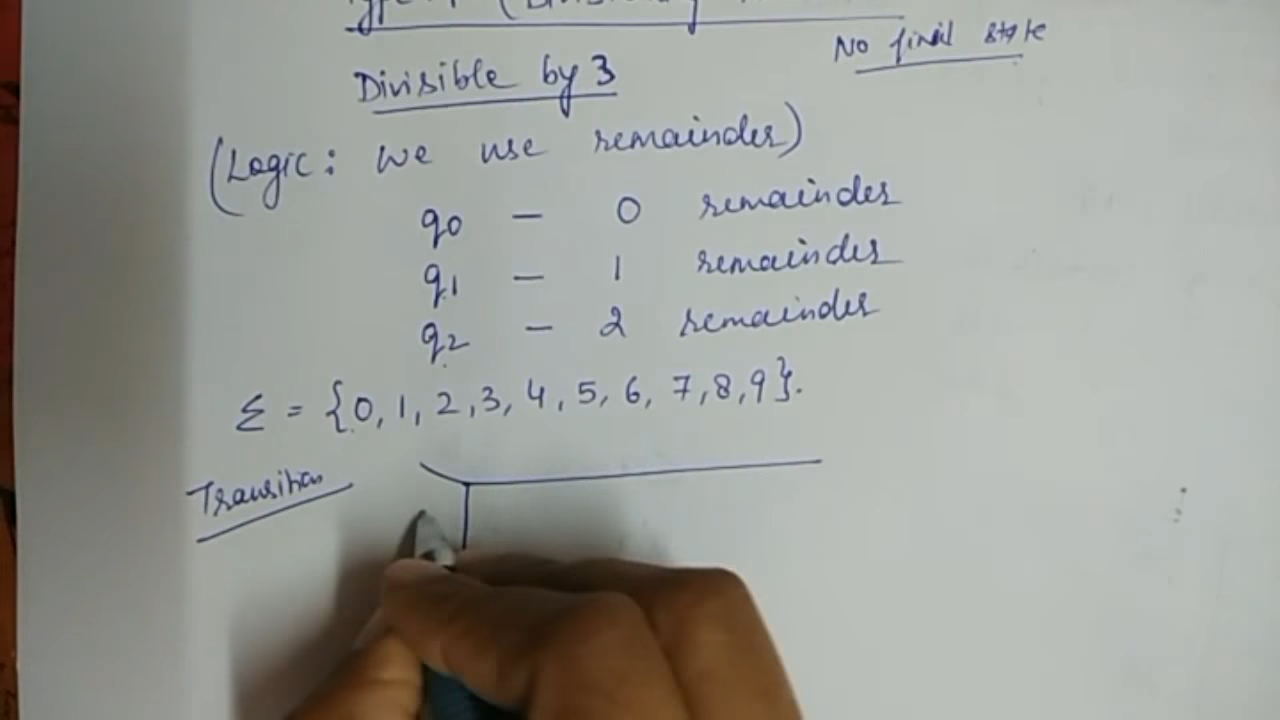 No final state
Divisible by 3
(Logic: We use remainder)
q0 - 0 remainder
q1 - 1 remainder
q2 - 2 remainder
Σ = {0, 1, 2, 3, 4, 5, 6, 7, 8, 9}.
Transition